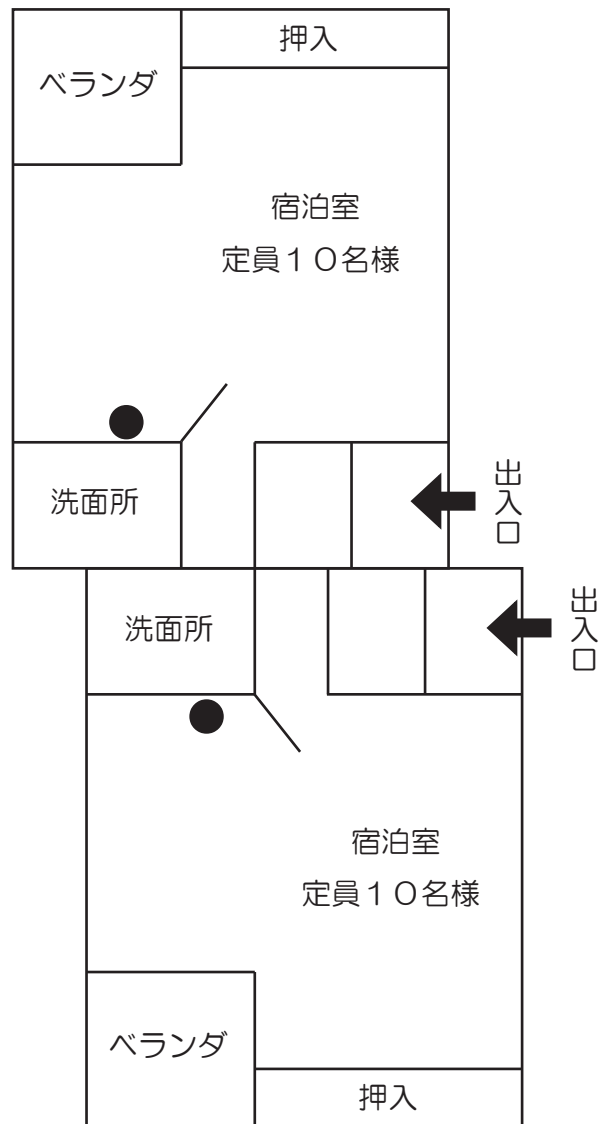 押入
ベランダ
宿泊室
定員１０名様
洗面所
出入口
洗面所
出入口
宿泊室
定員１０名様
ベランダ
押入